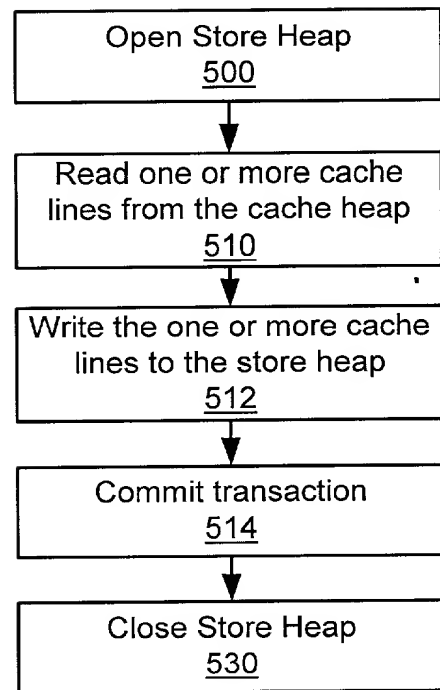 Open Store Heap
500
Read one or more cache
lines from the cache heap
510
Write the one or more cache
lines to the store heap
512
Commit transaction
514
Close Store Heap
530